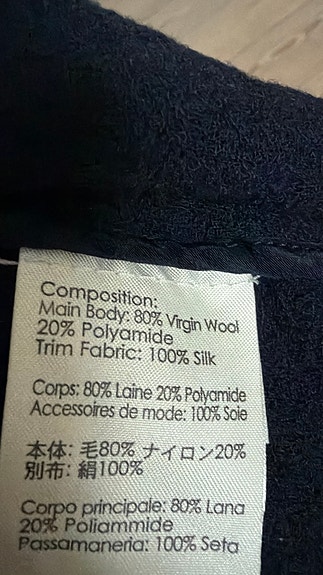 Composition:
Main Body: 80% Virgin Wool
20% Polyamide
Trim Fabric: 100% Silk
Corps: 80% Laine 20% Polyamide
Accessoires de mode: 100% Soie
本体: 毛80% ナイロン20%
別布: 絹100%
Corpo principale: 80% Lana
20% Poliammide
Passamaneria: 100% Seta